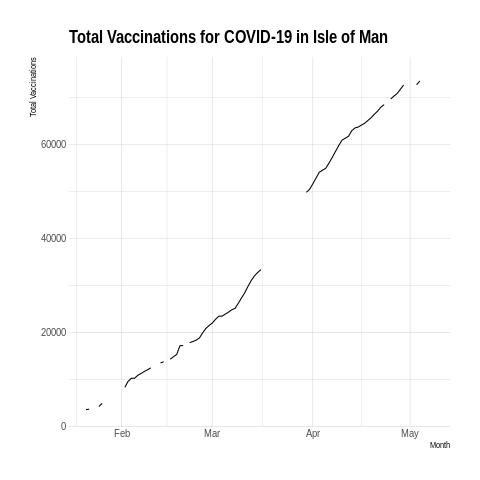 Total Vaccinations for COVID-19 in Isle of Man
Total Vaccinations
60000
40000
20000
0
Feb Mar Apr May
Month